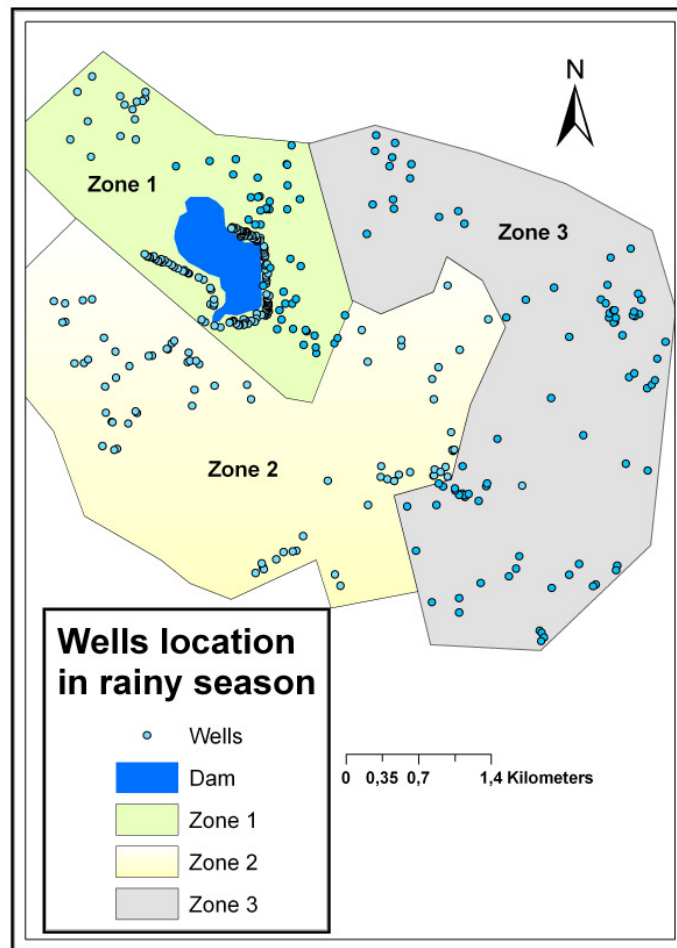 N
Zone 1
Zone 3
Zone 2
Wells location
in rainy season
Wells
Dam
Zone 1
Zone 2
Zone 3
0 0,35 0,7 1,4 Kilometers